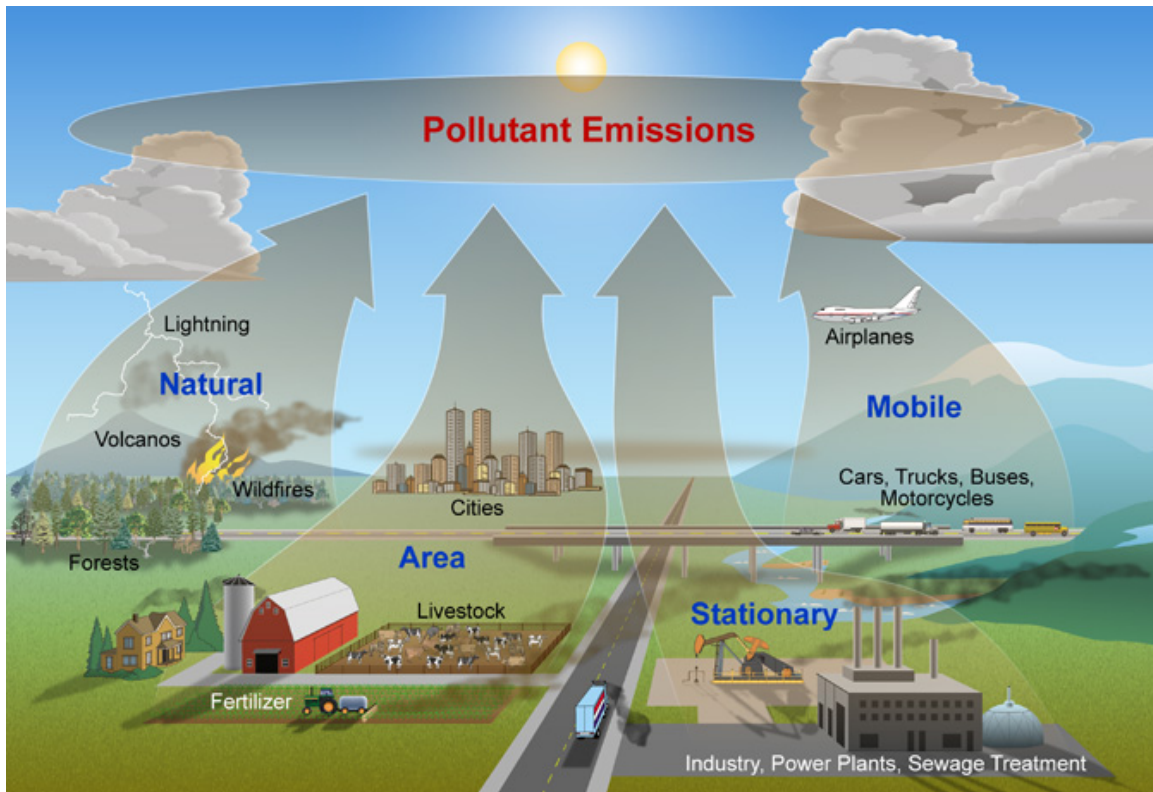 Pollutant Emissions
Lightning
Natural
Volcanos
Wildfires
Forests
Cities
Area
Livestock
Fertilizer
Airplanes
Mobile
Cars, Trucks, Buses,
Motorcycles
Stationary
Industry, Power Plants, Sewage Treatment